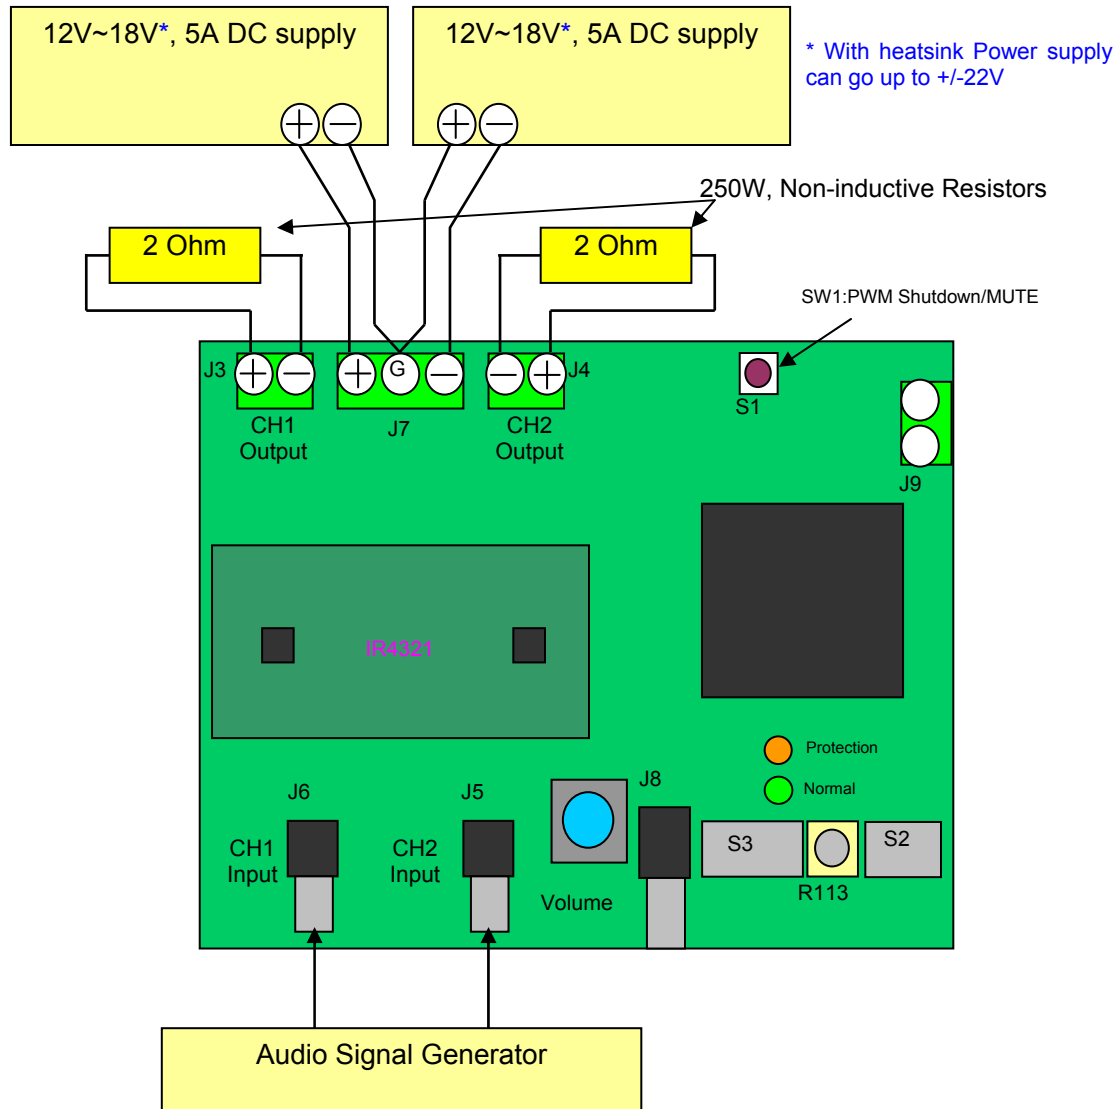 12V~18V*, 5A DC supply
12V~18V*, 5A DC supply
* With heatsink Power supply
can go up to +/-22V
250W, Non-inductive Resistors
2 Ohm
2 Ohm
SW1:PWM Shutdown/MUTE
J3
G
J4
CH1
Output
J7
CH2
Output
S1
J9
IR4321
Protection
Normal
J6
J5
J8
CH1
Input
CH2
Input
Volume
S3
S2
R113
Audio Signal Generator